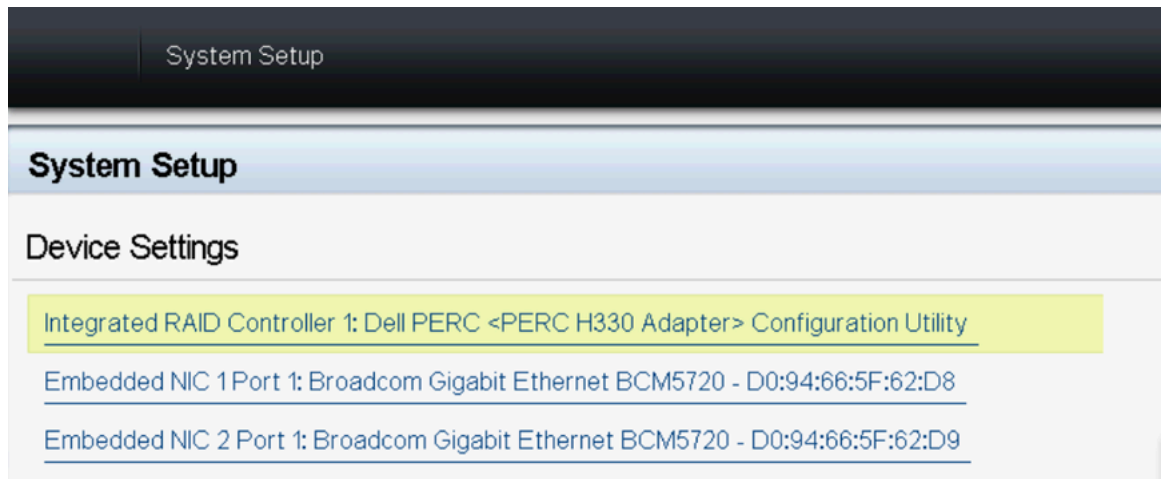 System Setup
System Setup
Device Settings
Integrated RAID Controller 1: Dell PERC <PERC H330 Adapter> Configuration Utility
Embedded NIC 1 Port 1: Broadcom Gigabit Ethernet BCM5720 - D0:94:66:5F:62:D8
Embedded NIC 2 Port 1: Broadcom Gigabit Ethernet BCM5720 - D0:94:66:5F:62:D9